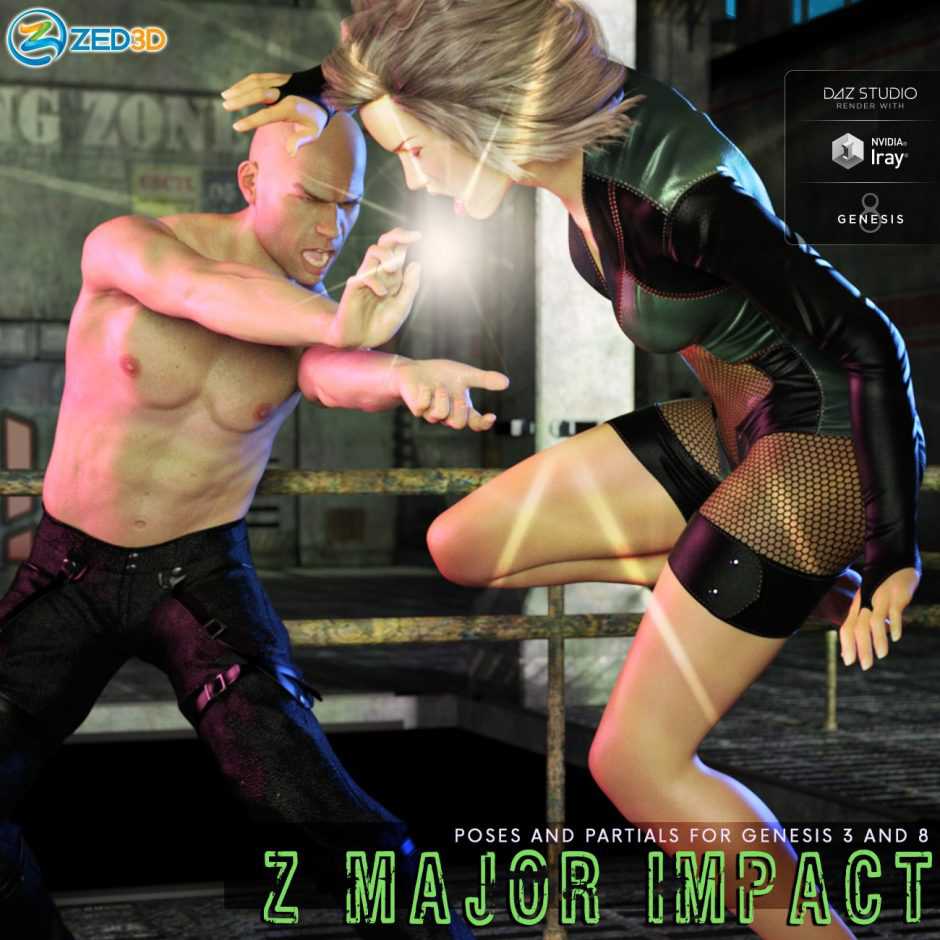 ZED3D
NG ZONE
DAZ STUDIO
RENDER WITH
NVIDIA®
Iray®
8
GENESIS
POSES AND PARTIALS FOR GENESIS 3 AND 8
Z MAJOR IMPACT